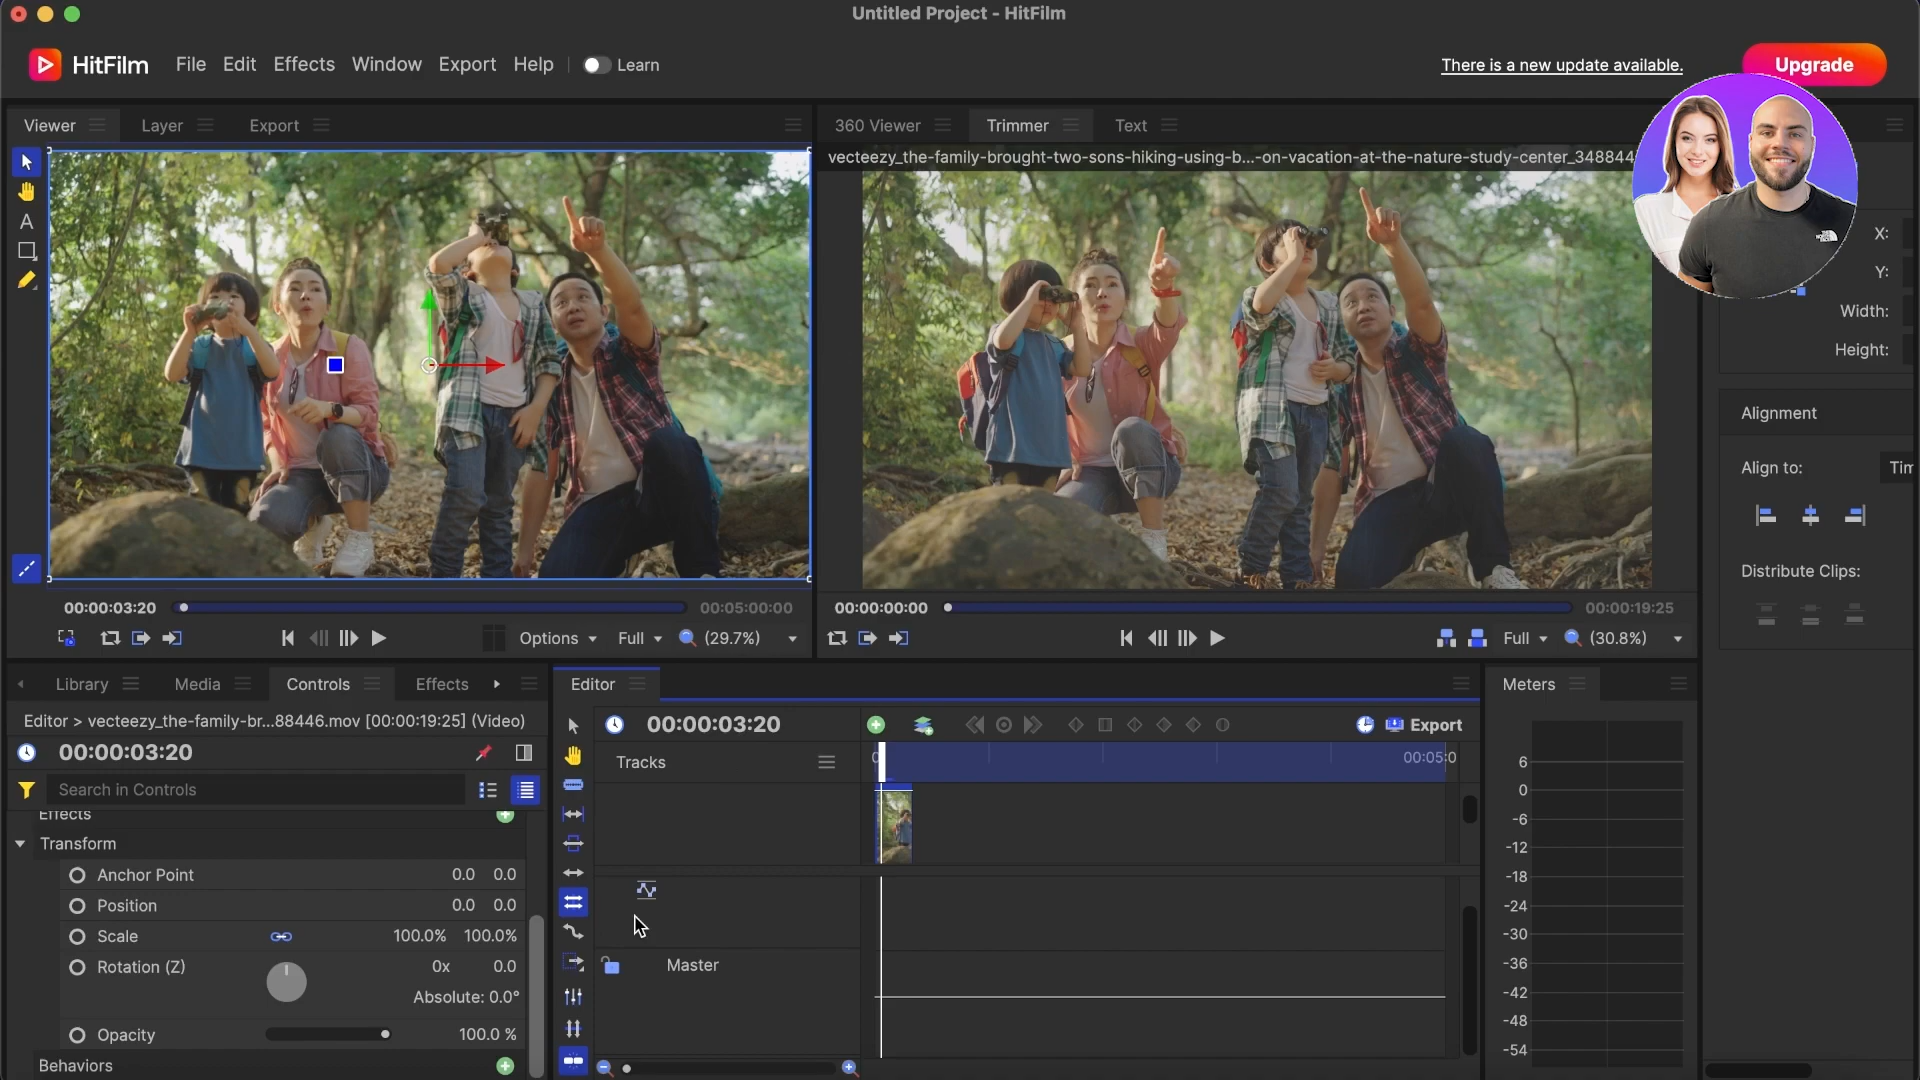 Untitled Project - HitFilm
HitFilm File Edit Effects Window Export Help Learn There is a new update available. Upgrade
Viewer Layer Export 360 Viewer Trimmer Text
vecteezy_the-family-brought-two-sons-hiking-using-b...-on-vacation-at-the-nature-study-center_348844
X:
Y:
Width:
Height:
Alignment
Align to: Tim
Distribute Clips:
00:00:03:20 00:05:00:00 00:00:00:00 00:00:19:25
Options Full (29.7%) Full (30.8%)
Library Media Controls Effects Editor Meters
Editor > vecteezy_the-family-br...88446.mov [00:00:19:25] (Video)
00:00:03:20
00:00:03:20 Export
Search in Controls
Tracks 00:05:0
Effects
Transform
Anchor Point 0.0 0.0
Position 0.0 0.0
Scale 100.0% 100.0%
Rotation (Z) 0x 0.0
Absolute: 0.0°
Opacity 100.0 %
Behaviors
Master
6
0
-6
-12
-18
-24
-30
-36
-42
-48
-54